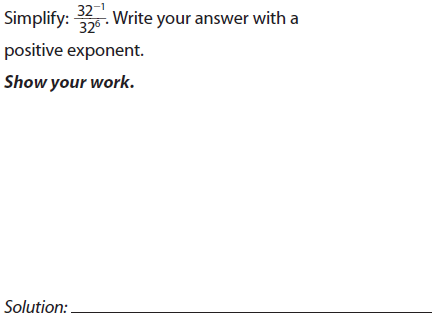 Simplify: 32⁻¹/32⁶. Write your answer with a
positive exponent.
Show your work.
Solution: